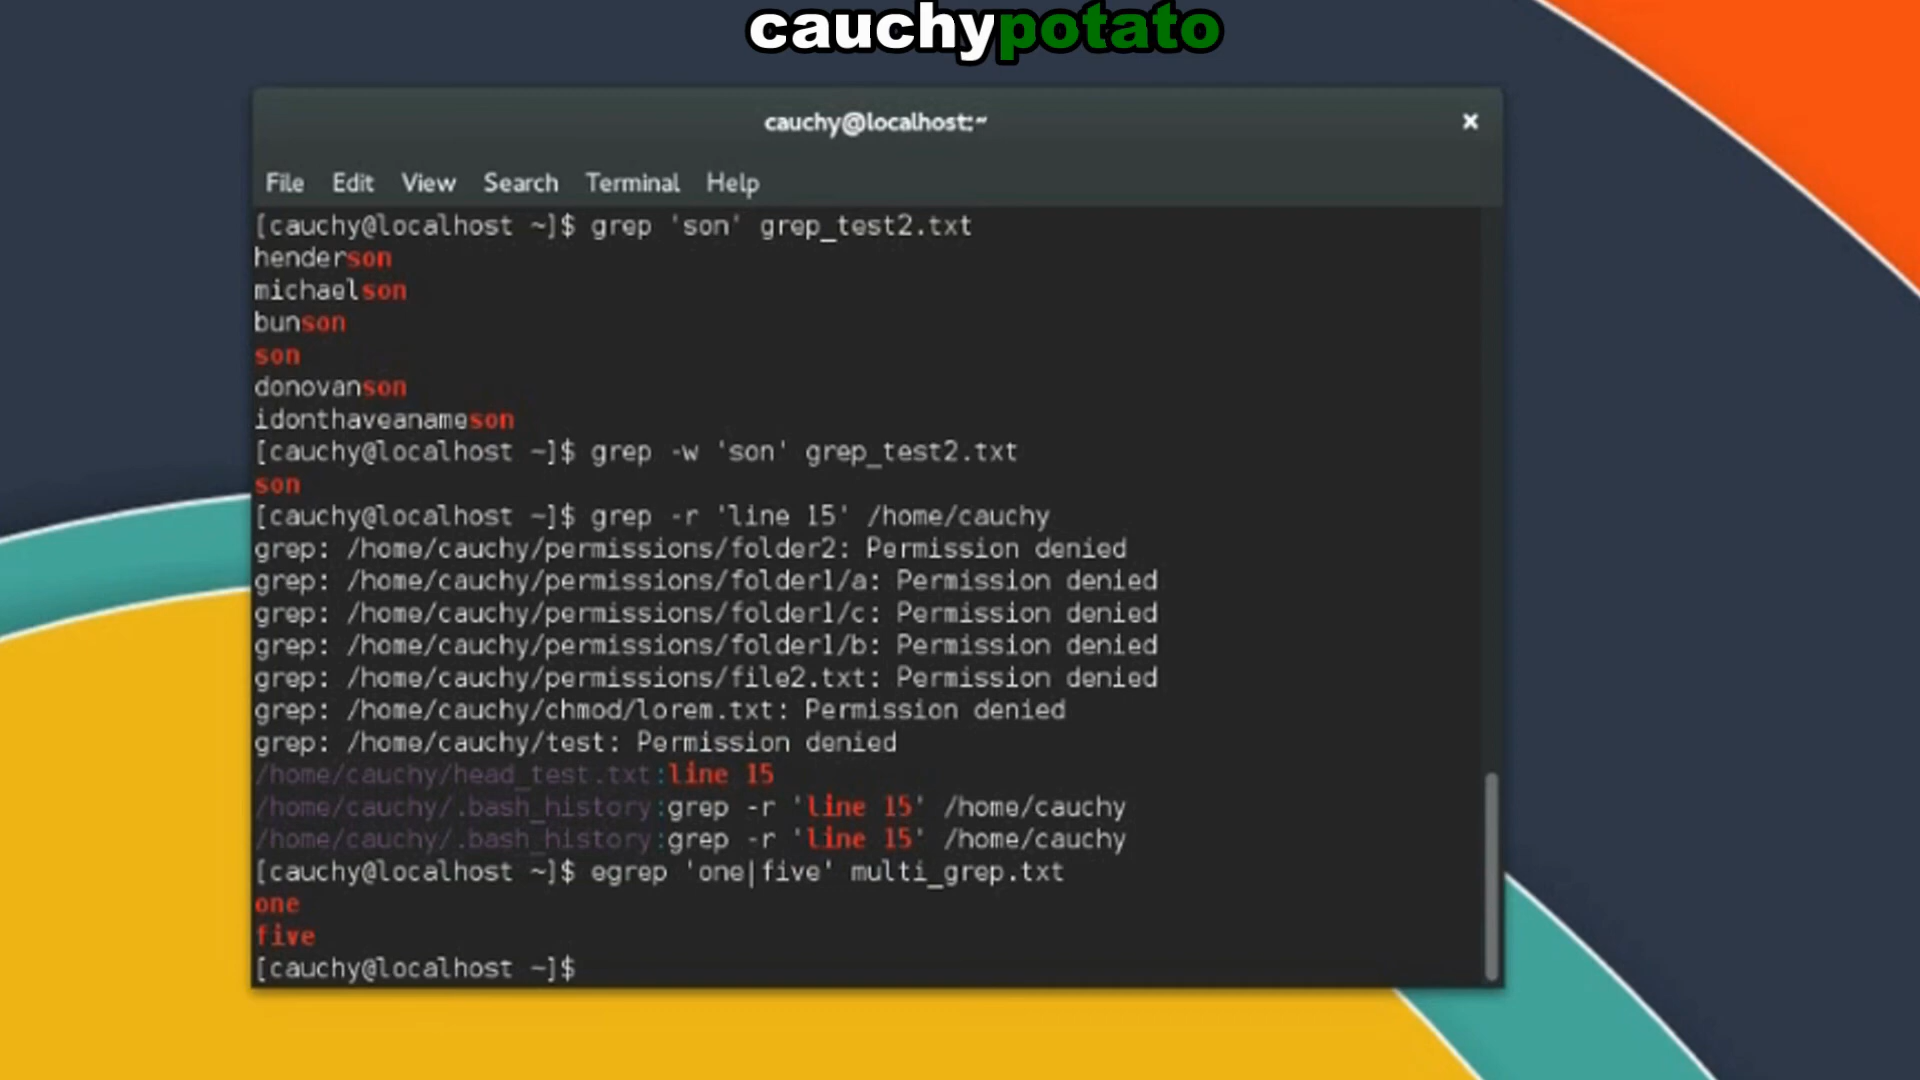 cauchypotato
cauchy@localhost:~
×
File Edit View Search Terminal Help
[cauchy@localhost ~]$ grep 'son' grep_test2.txt
henderson
michaelson
bunson
son
donovanson
idonthaveanameson
[cauchy@localhost ~]$ grep -w 'son' grep_test2.txt
son
[cauchy@localhost ~]$ grep -r 'line 15' /home/cauchy
grep: /home/cauchy/permissions/folder2: Permission denied
grep: /home/cauchy/permissions/folder1/a: Permission denied
grep: /home/cauchy/permissions/folder1/c: Permission denied
grep: /home/cauchy/permissions/folder1/b: Permission denied
grep: /home/cauchy/permissions/file2.txt: Permission denied
grep: /home/cauchy/chmod/lorem.txt: Permission denied
grep: /home/cauchy/test: Permission denied
/home/cauchy/head_test.txt:line 15
/home/cauchy/.bash_history:grep -r 'line 15' /home/cauchy
/home/cauchy/.bash_history:grep -r 'line 15' /home/cauchy
[cauchy@localhost ~]$ egrep 'one|five' multi_grep.txt
one
five
[cauchy@localhost ~]$